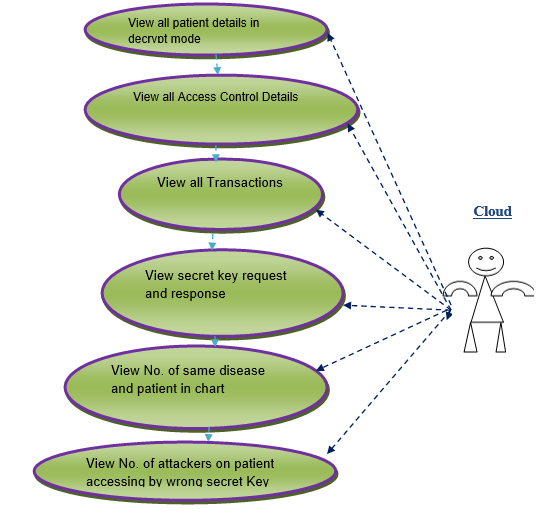 View all patient details in
decrypt mode
View all Access Control Details
View all Transactions
Cloud
View secret key request
and response
View No. of same disease
and patient in chart
View No. of attackers on patient
accessing by wrong secret Key